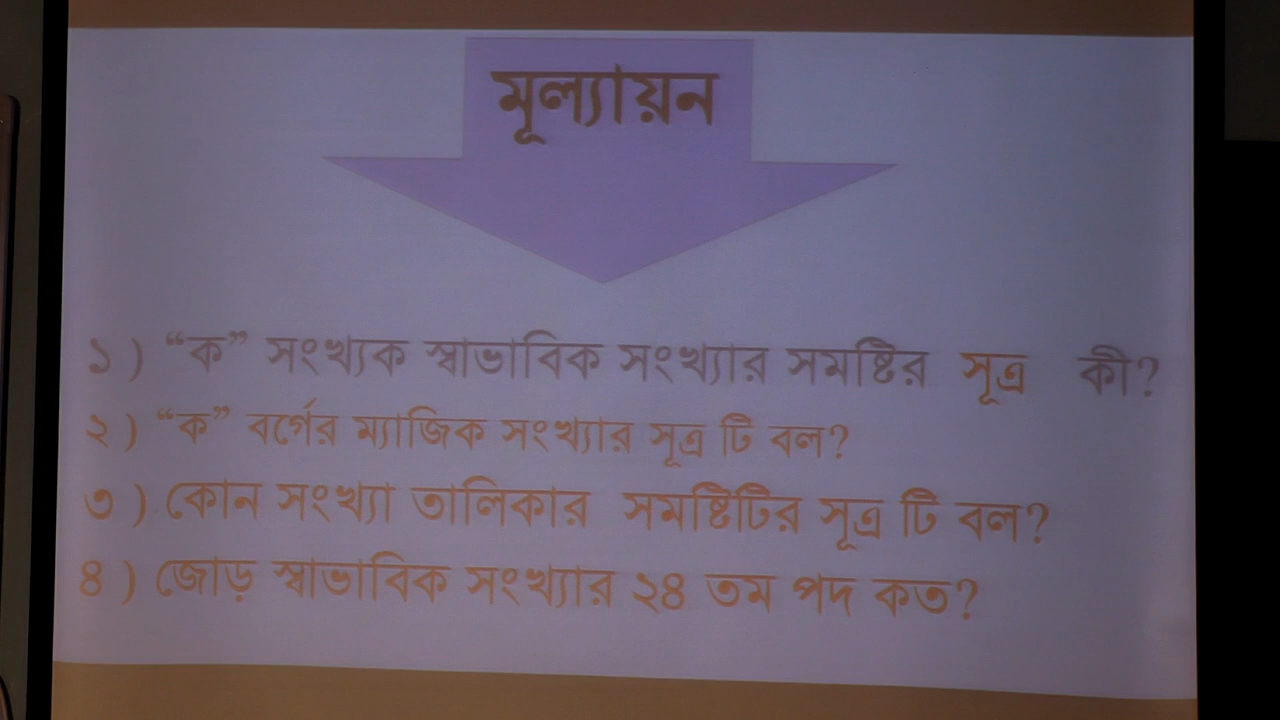 মূল্যায়ন
১ ) “ক” সংখ্যক স্বাভাবিক সংখ্যার সমষ্টির সূত্র কী?
২ ) “ক” বর্গের ম্যাজিক সংখ্যার সূত্র টি বল?
৩ ) কোন সংখ্যা তালিকার সমষ্টিটির সূত্র টি বল?
৪ ) জোড় স্বাভাবিক সংখ্যার ২৪ তম পদ কত?